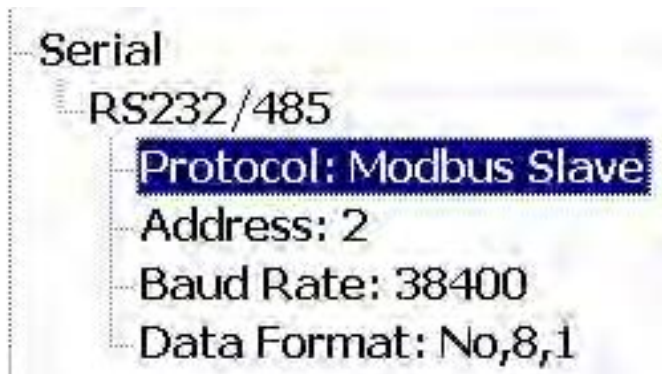 Serial
RS232/485
Protocol: Modbus Slave
Address: 2
Baud Rate: 38400
Data Format: No,8,1